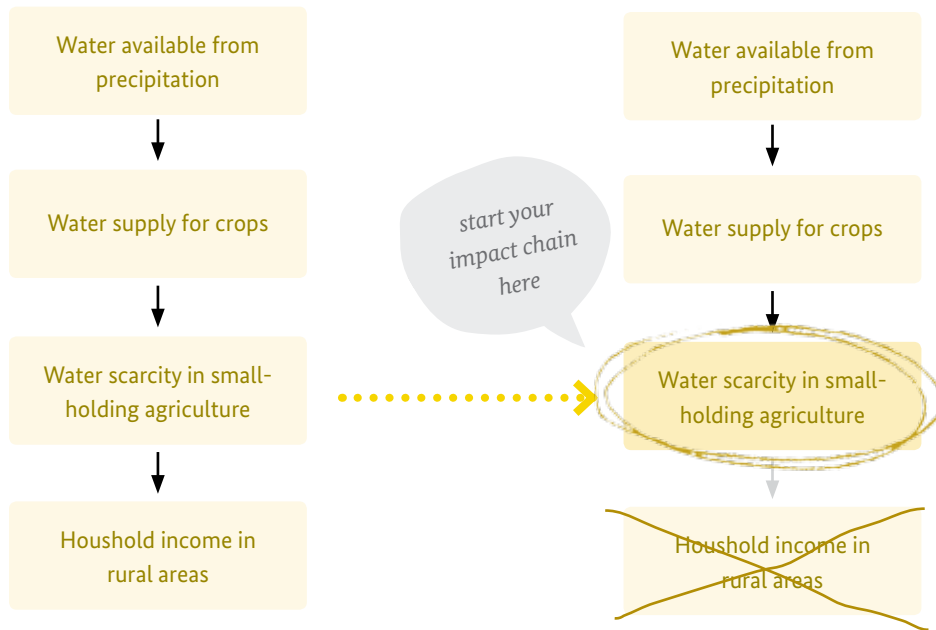 Water available from
precipitation
Water supply for crops
Water scarcity in small-
holding agriculture
Houshold income in
rural areas
start your
impact chain
here
Water available from
precipitation
Water supply for crops
Water scarcity in small-
holding agriculture
Houshold income in
rural areas